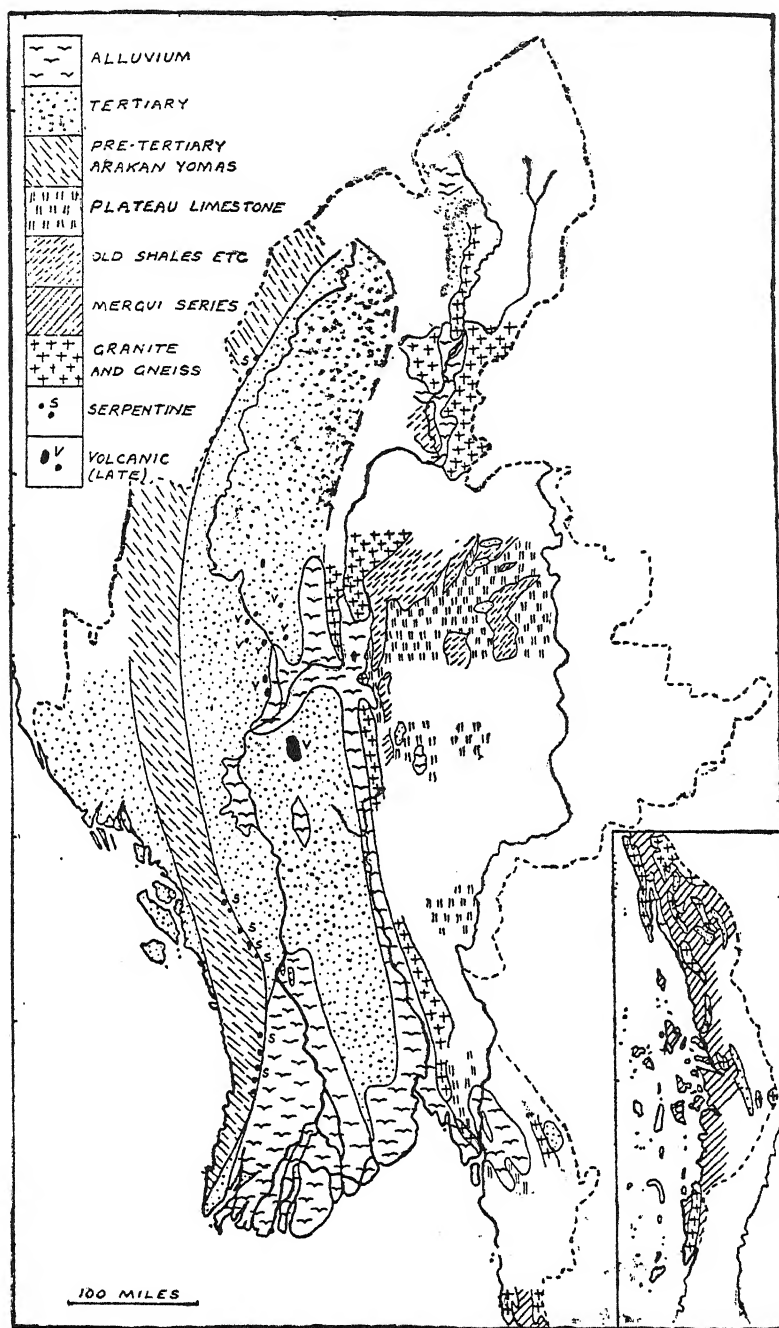 ALLUVIUM
TERTIARY
PRE-TERTIARY
ARAKAN YOMAS
PLATEAU LIMESTONE
OLD SHALES ETC
MERGUI SERIES
GRANITE
AND GNEISS
S
SERPENTINE
V
VOLCANIC
(LATE)
S
V
V
V
V
V
V
S
S
S
S
S
S
S
100 MILES